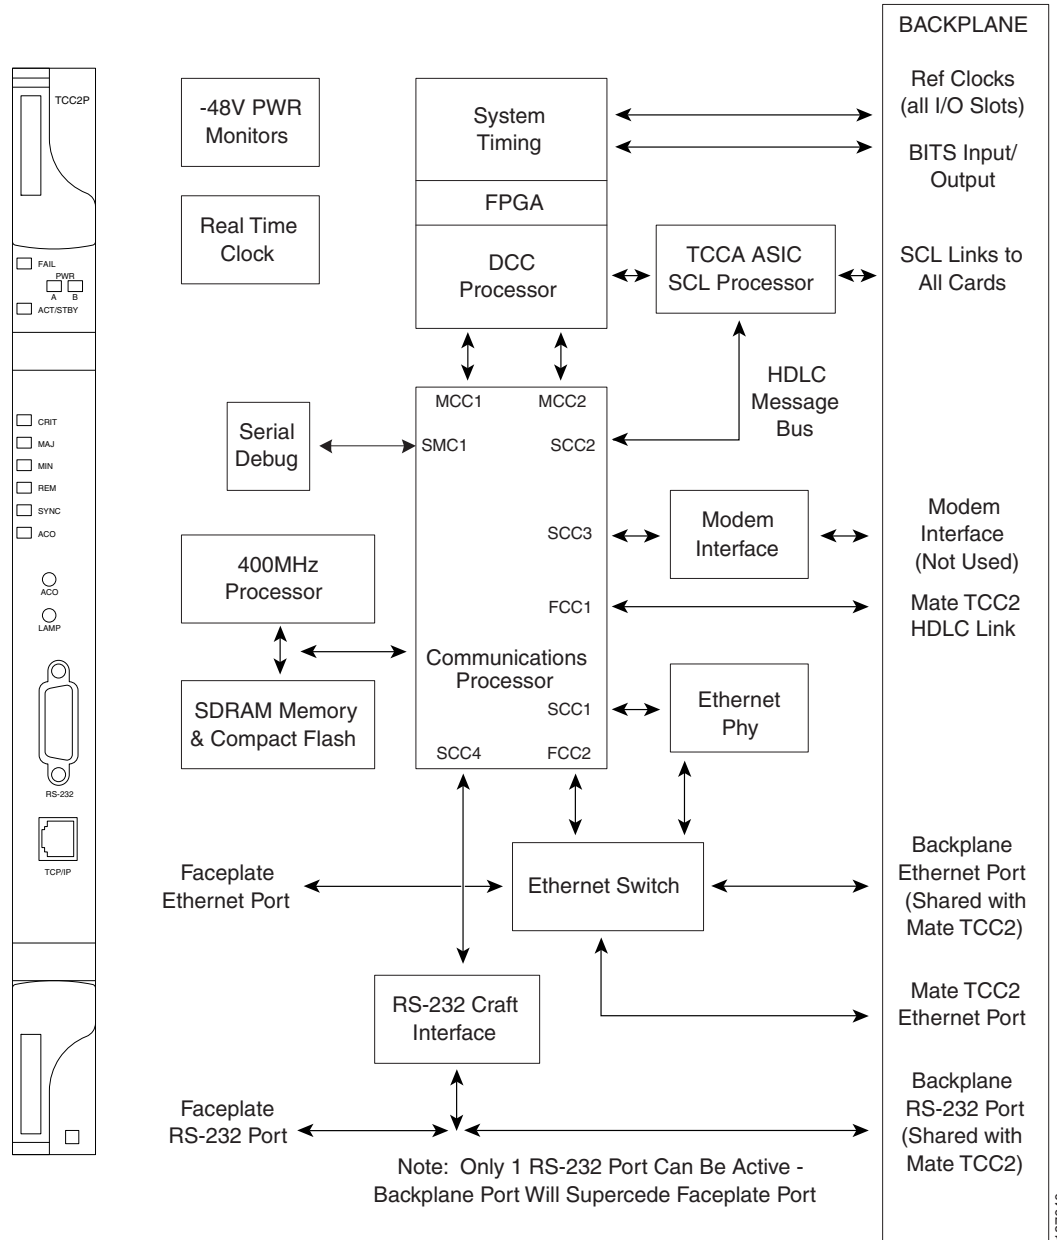 TCC2P
FAIL
PWR
A B
ACT/STBY
CRIT
MAJ
MIN
REM
SYNC
ACO
ACO
LAMP
RS-232
TCP/IP
-48V PWR
Monitors
Real Time
Clock
System
Timing
FPGA
DCC
Processor
TCCA ASIC
SCL Processor
HDLC
Message
Bus
Serial
Debug
MCC1
MCC2
SMC1
SCC2
SCC3
FCC1
Communications
Processor
SCC1
SCC4
FCC2
400MHz
Processor
SDRAM Memory
& Compact Flash
Modem
Interface
Ethernet
Phy
Faceplate
Ethernet Port
Ethernet Switch
RS-232 Craft
Interface
Faceplate
RS-232 Port
Note: Only 1 RS-232 Port Can Be Active -
Backplane Port Will Supercede Faceplate Port
BACKPLANE
Ref Clocks
(all I/O Slots)
BITS Input/
Output
SCL Links to
All Cards
Modem
Interface
(Not Used)
Mate TCC2
HDLC Link
Backplane
Ethernet Port
(Shared with
Mate TCC2)
Mate TCC2
Ethernet Port
Backplane
RS-232 Port
(Shared with
Mate TCC2)